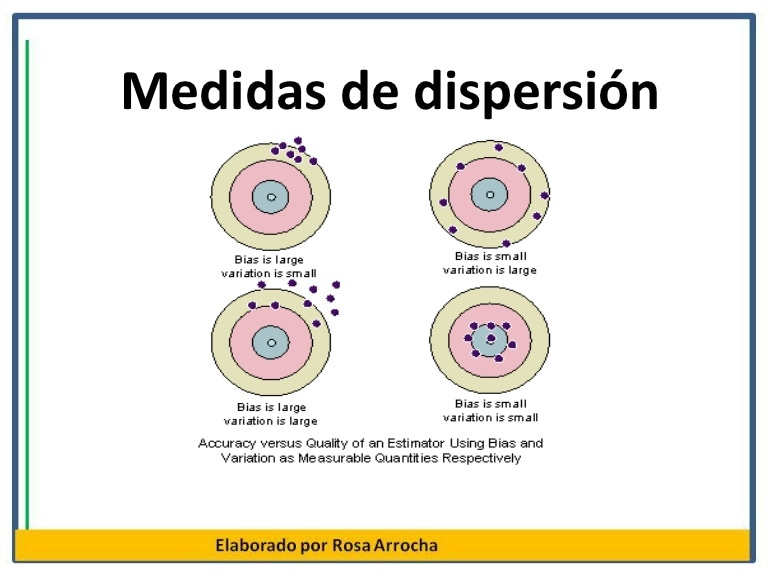 Medidas de dispersión
Bias is large
variation is small
Bias is small
variation is large
Bias is large
variation is large
Bias is small
variation is small
Accuracy versus Quality of an Estimator Using Bias and
Variation as Measurable Quantities Respectively
Elaborado por Rosa Arrocha